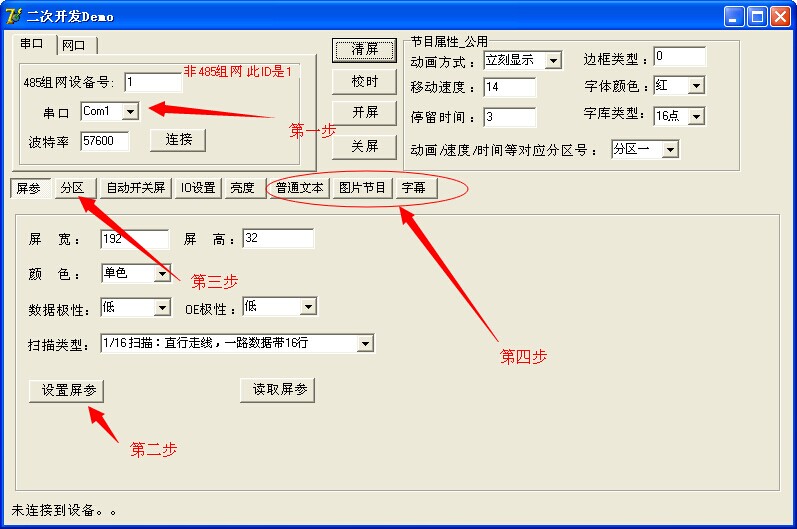 二次开发Demo
串口 网口
485组网设备号: 1 非485组网 此ID是1
串口 Com1
第一步
波特率 57600 连接
清屏
校时
开屏
关屏
节目属性_公用
动画方式: 立刻显示 边框类型: 0
移动速度: 14 字体颜色: 红
停留时间: 3 字库类型: 16点
动画/速度/时间等对应分区号: 分区一
屏参 分区 自动开关屏 IO设置 亮度 普通文本 图片节目 字幕
屏 宽: 192 屏 高: 32
颜 色: 单色
第三步
数据极性: 低 OE极性: 低
扫描类型: 1/16扫描:直行走线,一路数据带16行
第四步
设置屏参 读取屏参
第二步
未连接到设备。。